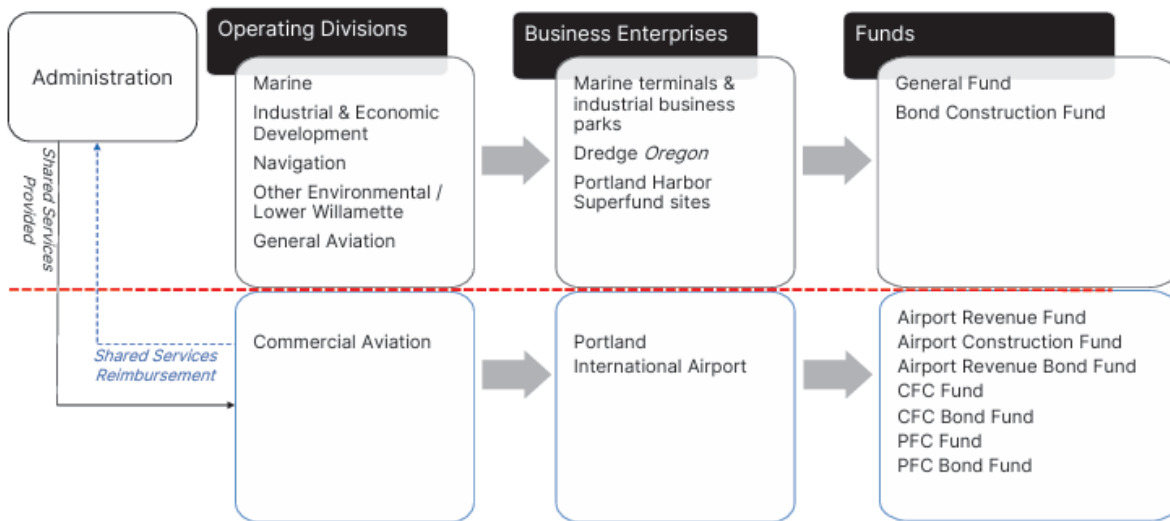 Administration
Shared Services
Provided
Shared Services
Reimbursement
Operating Divisions
Marine
Industrial & Economic
Development
Navigation
Other Environmental /
Lower Willamette
General Aviation
Commercial Aviation
Business Enterprises
Marine terminals &
industrial business
parks
Dredge Oregon
Portland Harbor
Superfund sites
Portland
International Airport
Funds
General Fund
Bond Construction Fund
Airport Revenue Fund
Airport Construction Fund
Airport Revenue Bond Fund
CFC Fund
CFC Bond Fund
PFC Fund
PFC Bond Fund